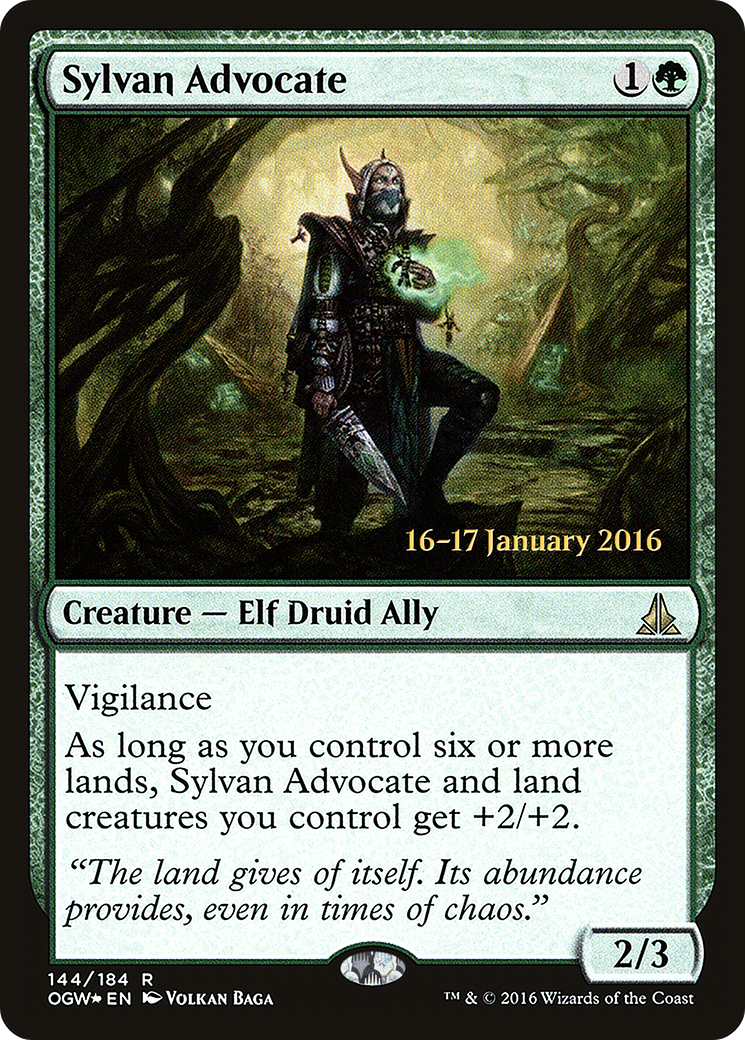 Sylvan Advocate 1
16–17 January 2016
Creature — Elf Druid Ally
Vigilance
As long as you control six or more
lands, Sylvan Advocate and land
creatures you control get +2/+2.
“The land gives of itself. Its abundance
provides, even in times of chaos.”
2/3
144/184 R
OGW★EN Volkan Baga
™ & © 2016 Wizards of the Coast